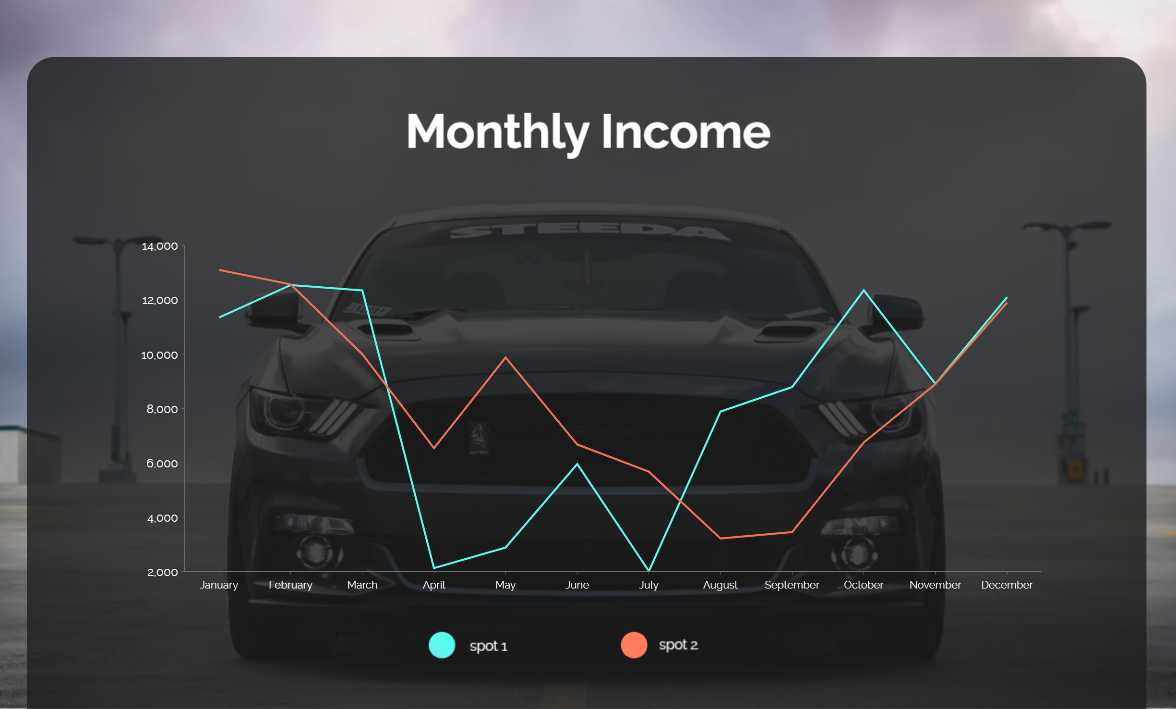 Monthly Income
STEEDA
14,000
12,000
10,000
8,000
6,000
4,000
2,000
January February March April May June July August September October November December
spot 1 spot 2